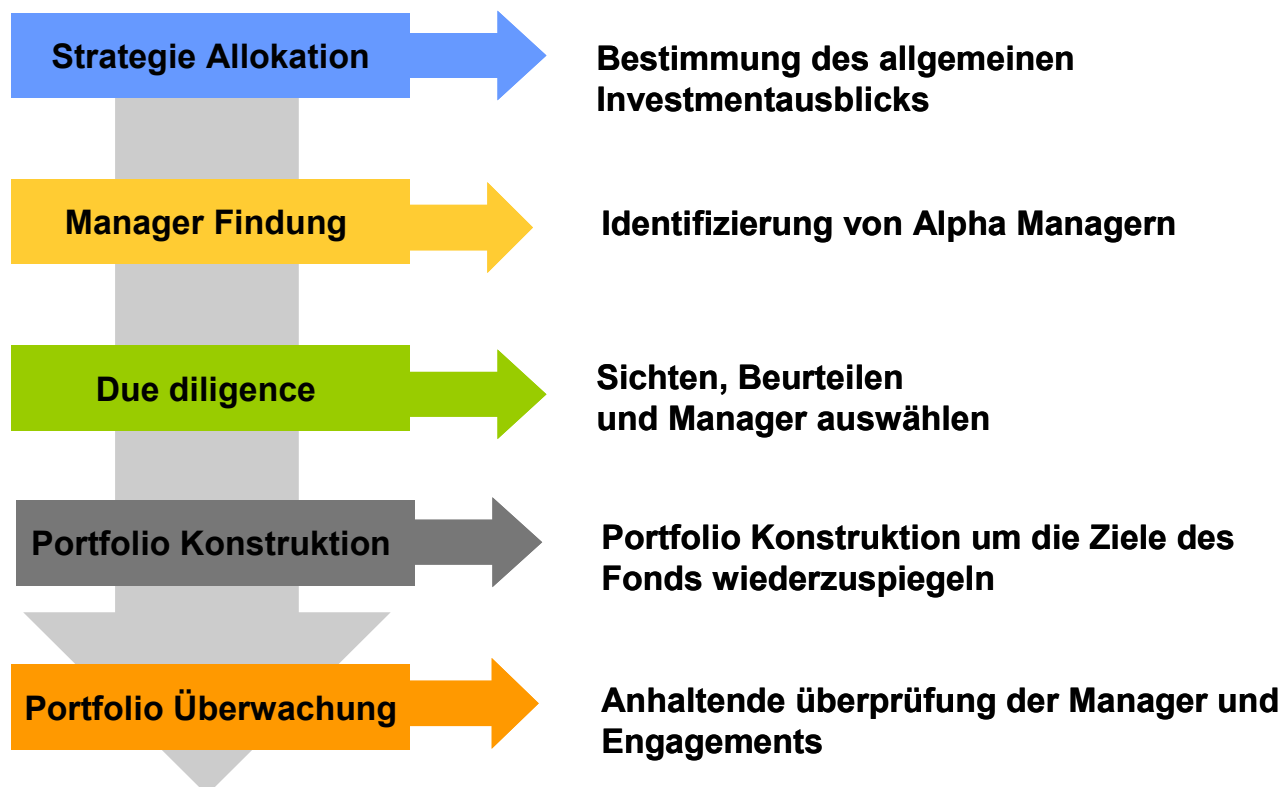 Strategie Allokation
Bestimmung des allgemeinen
Investmentausblicks
Manager Findung
Identifizierung von Alpha Managern
Due diligence
Sichten, Beurteilen
und Manager auswählen
Portfolio Konstruktion
Portfolio Konstruktion um die Ziele des
Fonds wiederzuspiegeln
Portfolio Überwachung
Anhaltende überprüfung der Manager und
Engagements